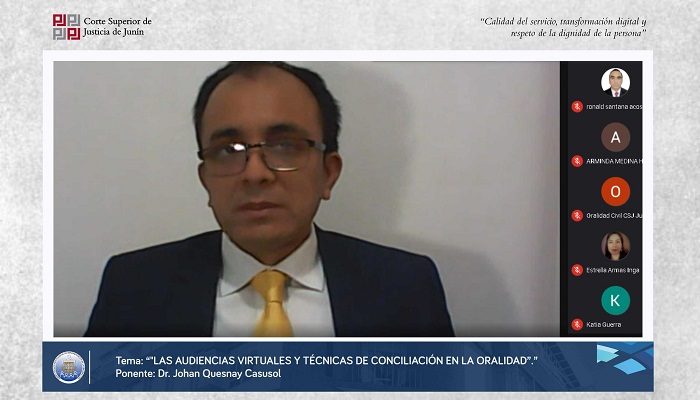 Corte Superior de
Justicia de Junín
“Calidad del servicio, transformación digital y
respeto de la dignidad de la persona”
ronald santana acos
A
ARMINDA MEDINA H
O
Oralidad Civil CSJ Ju
Estrella Armas Inga
K
Katia Guerra
Tema: “"LAS AUDIENCIAS VIRTUALES Y TÉCNICAS DE CONCILIACIÓN EN LA ORALIDAD”.”
Ponente: Dr. Johan Quesnay Casusol